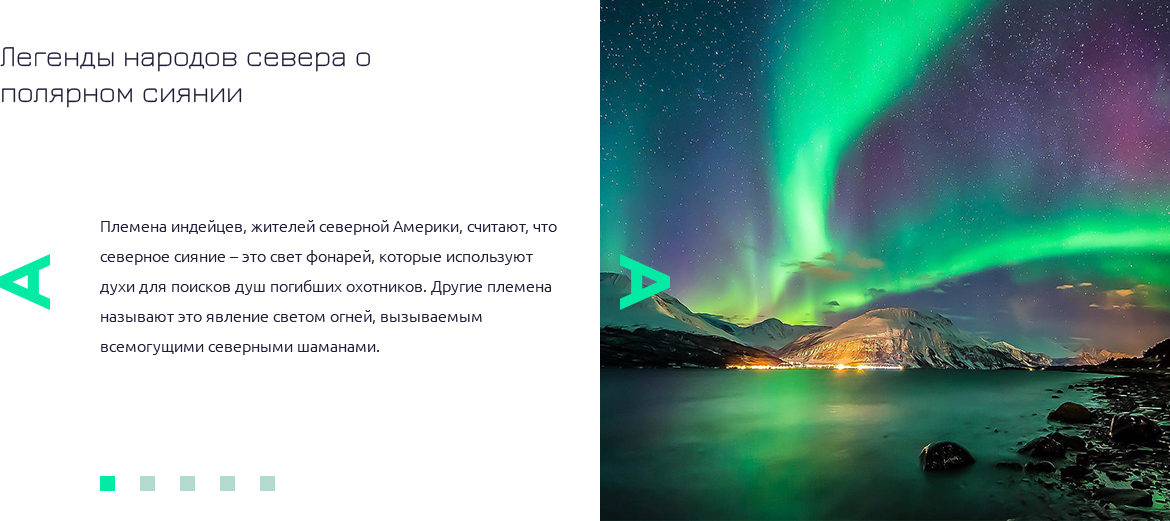 Легенды народов севера о
полярном сиянии
Племена индейцев, жителей северной Америки, считают, что
северное сияние – это свет фонарей, которые используют
духи для поисков душ погибших охотников. Другие племена
называют это явление светом огней, вызываемым
всемогущими северными шаманами.